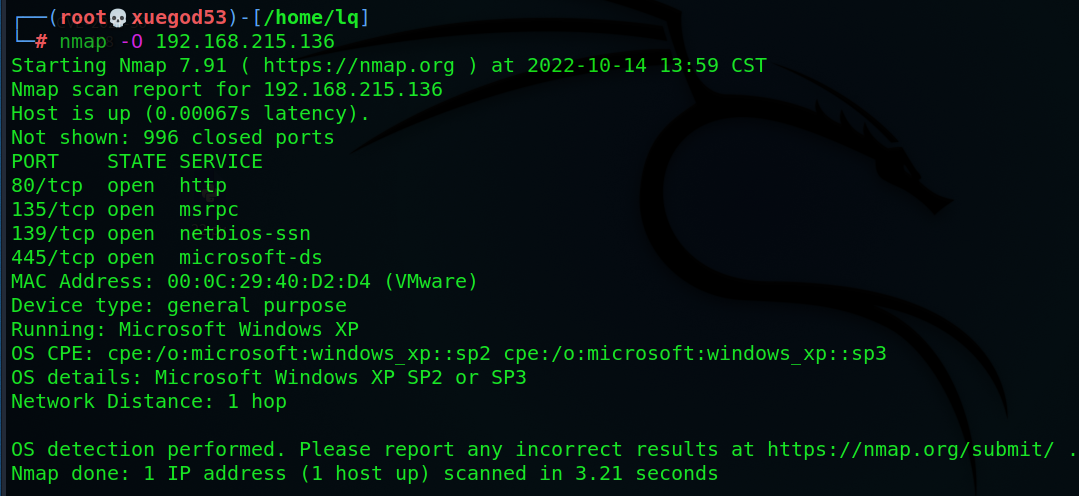 ┌──(root💀xuegod53)-[/home/lq]
└─# nmap -O 192.168.215.136
Starting Nmap 7.91 ( https://nmap.org ) at 2022-10-14 13:59 CST
Nmap scan report for 192.168.215.136
Host is up (0.00067s latency).
Not shown: 996 closed ports
PORT    STATE SERVICE
80/tcp  open  http
135/tcp open  msrpc
139/tcp open  netbios-ssn
445/tcp open  microsoft-ds
MAC Address: 00:0C:29:40:D2:D4 (VMware)
Device type: general purpose
Running: Microsoft Windows XP
OS CPE: cpe:/o:microsoft:windows_xp::sp2 cpe:/o:microsoft:windows_xp::sp3
OS details: Microsoft Windows XP SP2 or SP3
Network Distance: 1 hop

OS detection performed. Please report any incorrect results at https://nmap.org/submit/ .
Nmap done: 1 IP address (1 host up) scanned in 3.21 seconds